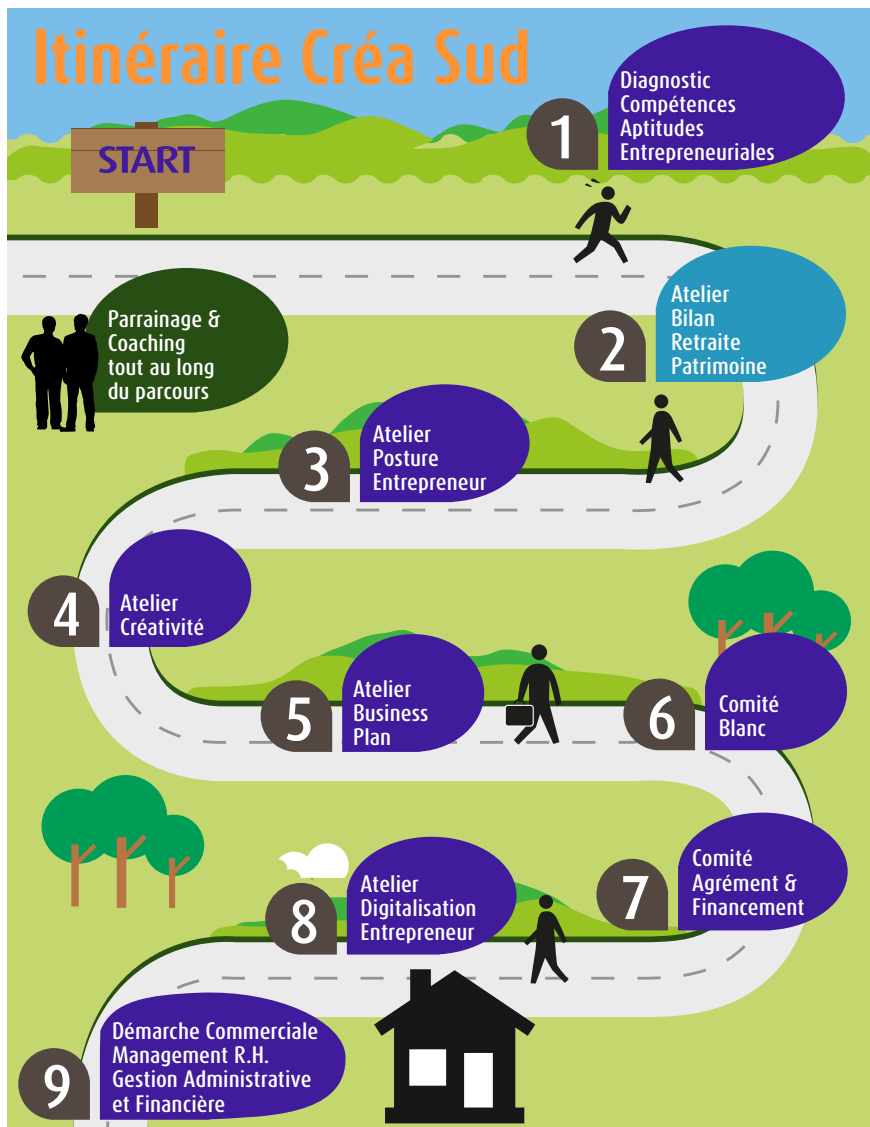 Itinéraire Créa Sud
START
1
Diagnostic
Compétences
Aptitudes
Entrepreneuriales
Parrainage &
Coaching
tout au long
du parcours
2
Atelier
Bilan
Retraite
Patrimoine
3
Atelier
Posture
Entrepreneur
4
Atelier
Créativité
5
Atelier
Business
Plan
6
Comité
Blanc
7
Comité
Agrément &
Financement
8
Atelier
Digitalisation
Entrepreneur
9
Démarche Commerciale
Management R.H.
Gestion Administrative
et Financière